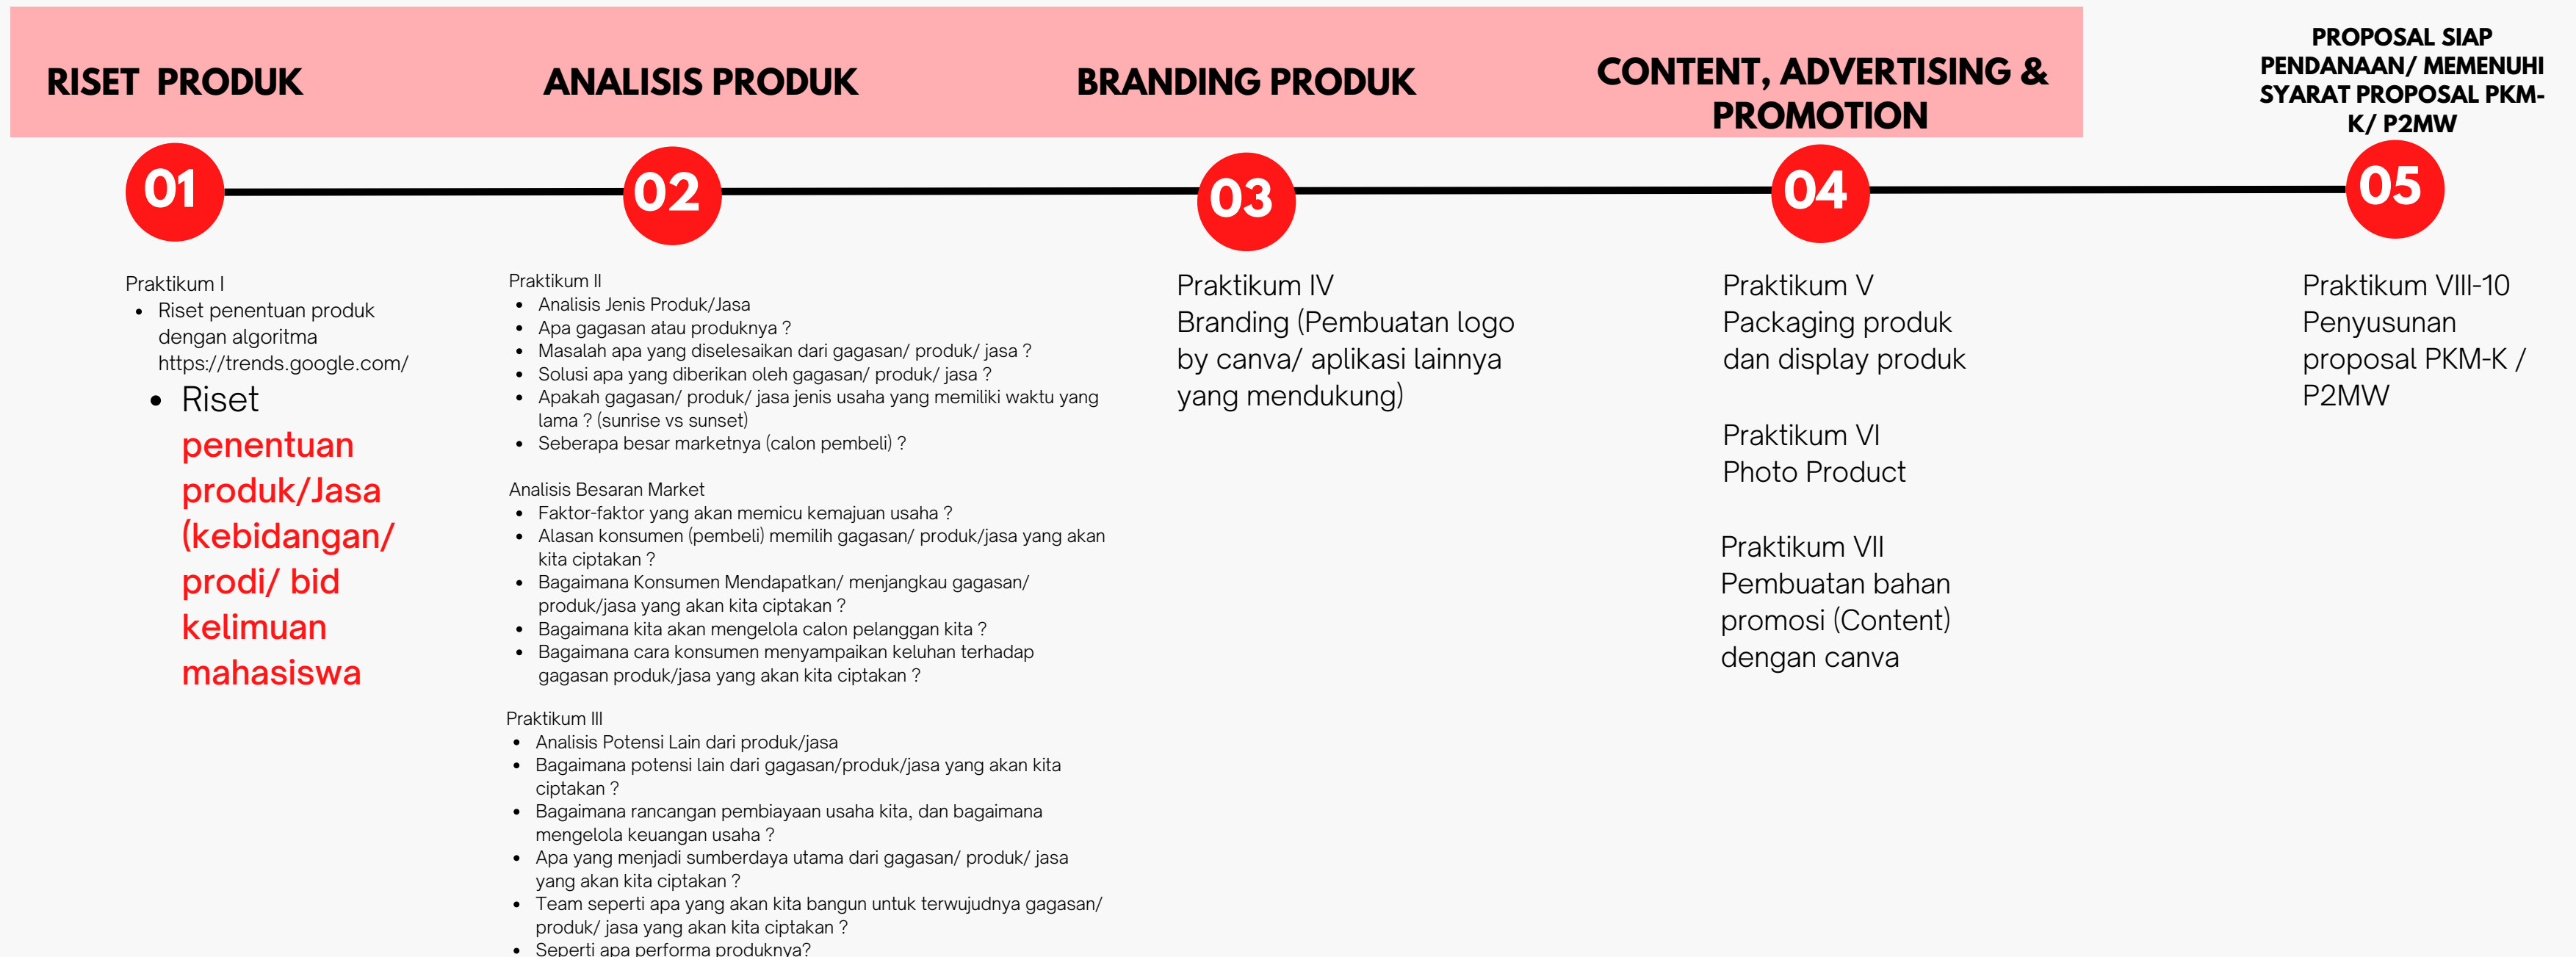 RISET PRODUK
ANALISIS PRODUK
BRANDING PRODUK
CONTENT, ADVERTISING &
PROMOTION
PROPOSAL SIAP
PENDANAAN/ MEMENUHI
SYARAT PROPOSAL PKM-
K/ P2MW
01
02
03
04
05
Praktikum I
• Riset penentuan produk
dengan algoritma
https://trends.google.com/
• Riset
penentuan
produk/Jasa
(kebidangan/
prodi/ bid
kelimuan
mahasiswa
Praktikum II
• Analisis Jenis Produk/Jasa
• Apa gagasan atau produknya ?
• Masalah apa yang diselesaikan dari gagasan/ produk/ jasa ?
• Solusi apa yang diberikan oleh gagasan/ produk/ jasa ?
• Apakah gagasan/ produk/ jasa jenis usaha yang memiliki waktu yang
lama ? (sunrise vs sunset)
• Seberapa besar marketnya (calon pembeli) ?
Analisis Besaran Market
• Faktor-faktor yang akan memicu kemajuan usaha ?
• Alasan konsumen (pembeli) memilih gagasan/ produk/jasa yang akan
kita ciptakan ?
• Bagaimana Konsumen Mendapatkan/ menjangkau gagasan/
produk/jasa yang akan kita ciptakan ?
• Bagaimana kita akan mengelola calon pelanggan kita ?
• Bagaimana cara konsumen menyampaikan keluhan terhadap
gagasan produk/jasa yang akan kita ciptakan ?
Praktikum III
• Analisis Potensi Lain dari produk/jasa
• Bagaimana potensi lain dari gagasan/produk/jasa yang akan kita
ciptakan ?
• Bagaimana rancangan pembiayaan usaha kita, dan bagaimana
mengelola keuangan usaha ?
• Apa yang menjadi sumberdaya utama dari gagasan/ produk/ jasa
yang akan kita ciptakan ?
• Team seperti apa yang akan kita bangun untuk terwujudnya gagasan/
produk/ jasa yang akan kita ciptakan ?
• Seperti apa performa produknya?
Praktikum IV
Branding (Pembuatan logo
by canva/ aplikasi lainnya
yang mendukung)
Praktikum V
Packaging produk
dan display produk
Praktikum VI
Photo Product
Praktikum VII
Pembuatan bahan
promosi (Content)
dengan canva
Praktikum VIII-10
Penyusunan
proposal PKM-K /
P2MW